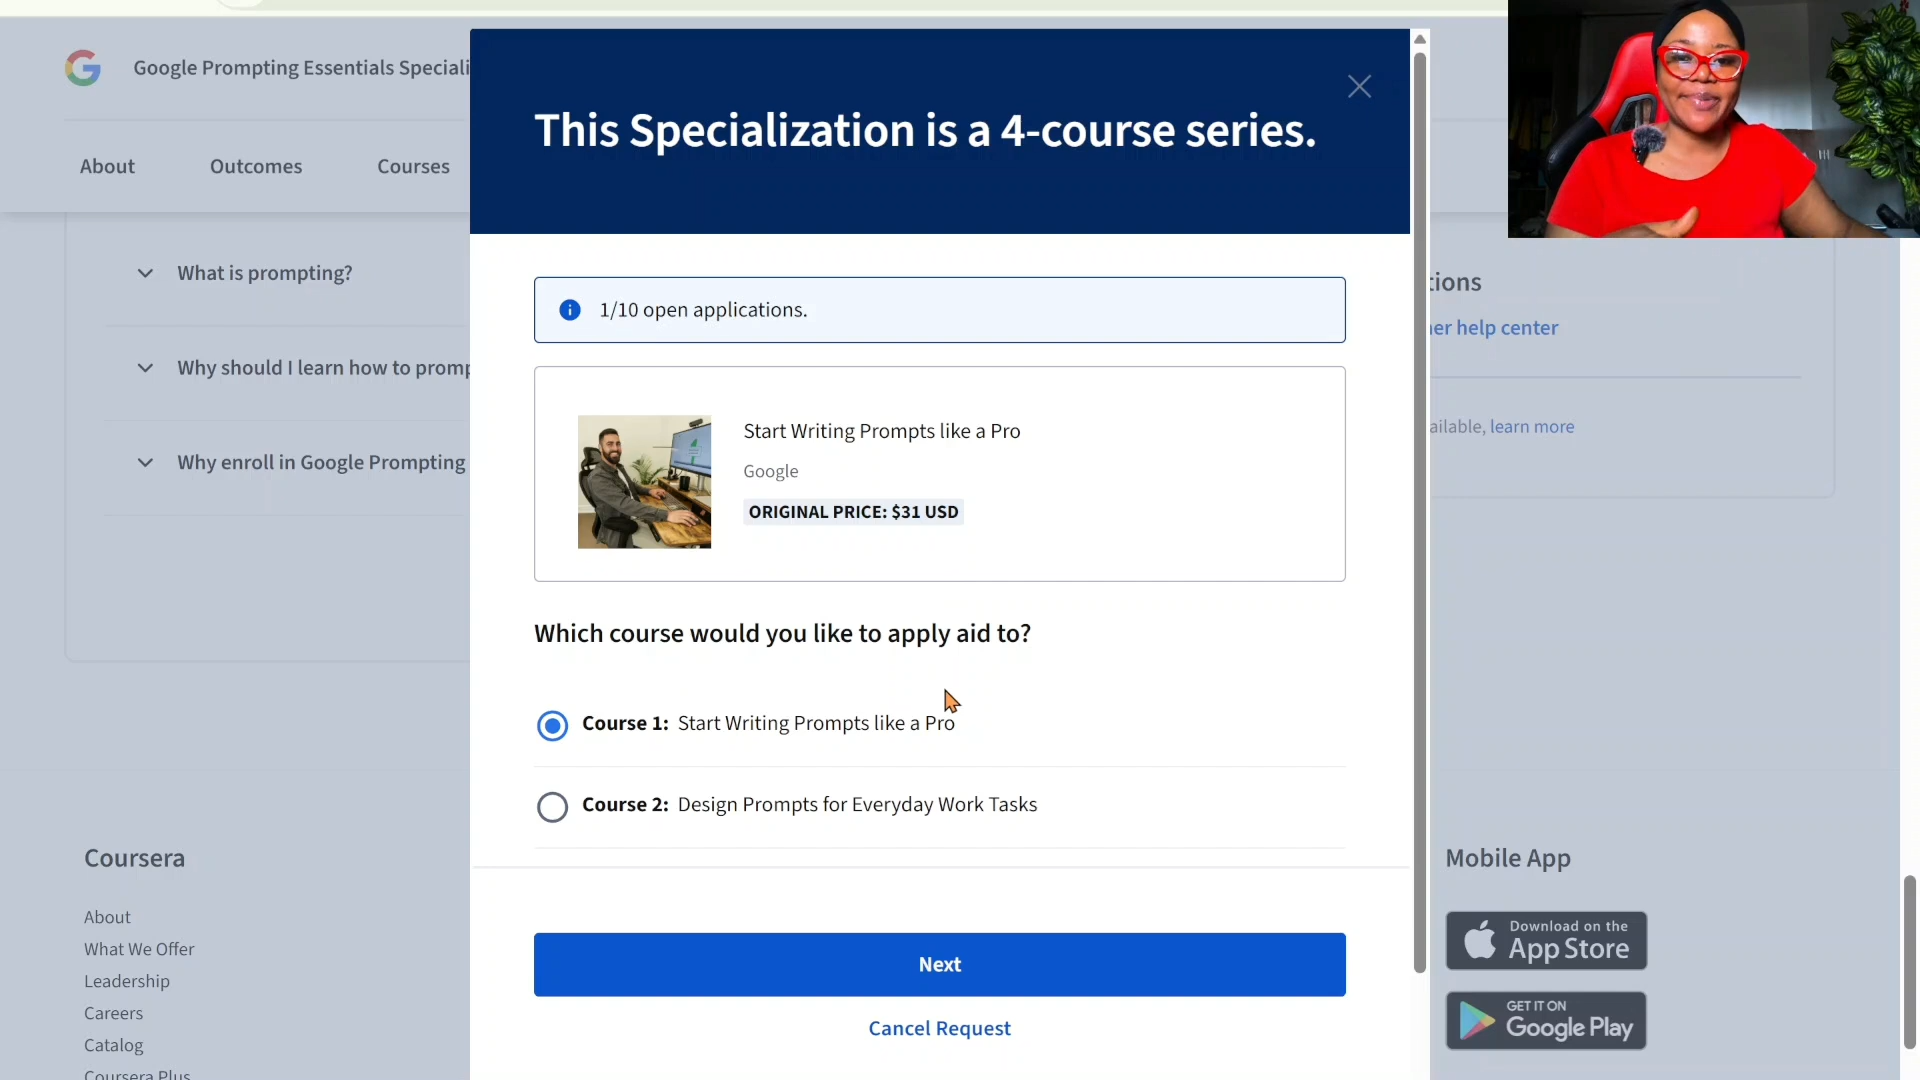 Google Prompting Essentials Speciali
About
Outcomes
Courses
What is prompting?
Why should I learn how to promp
Why enroll in Google Prompting
This Specialization is a 4-course series.
1/10 open applications.
Start Writing Prompts like a Pro
Google
ORIGINAL PRICE: $31 USD
Which course would you like to apply aid to?
Course 1: Start Writing Prompts like a Pro
Course 2: Design Prompts for Everyday Work Tasks
Next
Cancel Request
tions
er help center
ailable, learn more
Coursera
About
What We Offer
Leadership
Careers
Catalog
Coursera Plus
Mobile App
Download on the
App Store
GET IT ON
Google Play